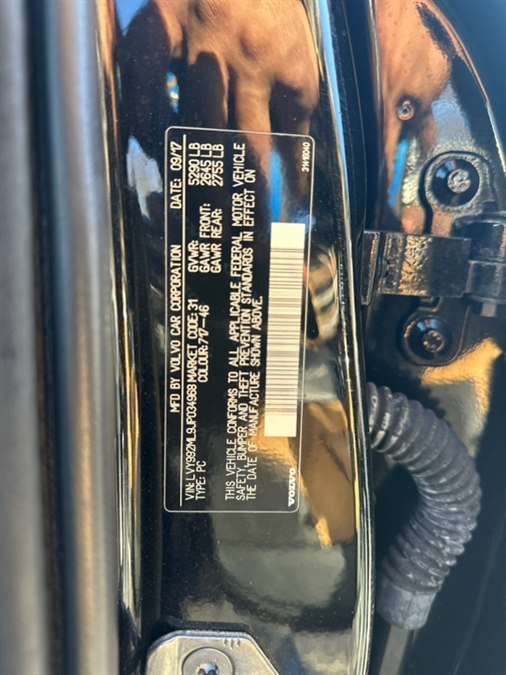 MFD BY VOLVO CAR CORPORATION DATE: 09/17
GVWR: 5290 LB
GAWR FRONT: 2645 LB
GAWR REAR: 2755 LB
VIN: LVY992ML9JP034968 MARKET CODE: 31
TYPE: PC COLOUR: 717-46
THIS VEHICLE CONFORMS TO ALL APPLICABLE FEDERAL MOTOR VEHICLE
SAFETY, BUMPER AND THEFT PREVENTION STANDARDS IN EFFECT ON
THE DATE OF MANUFACTURE SHOWN ABOVE.
VOLVO 31416040